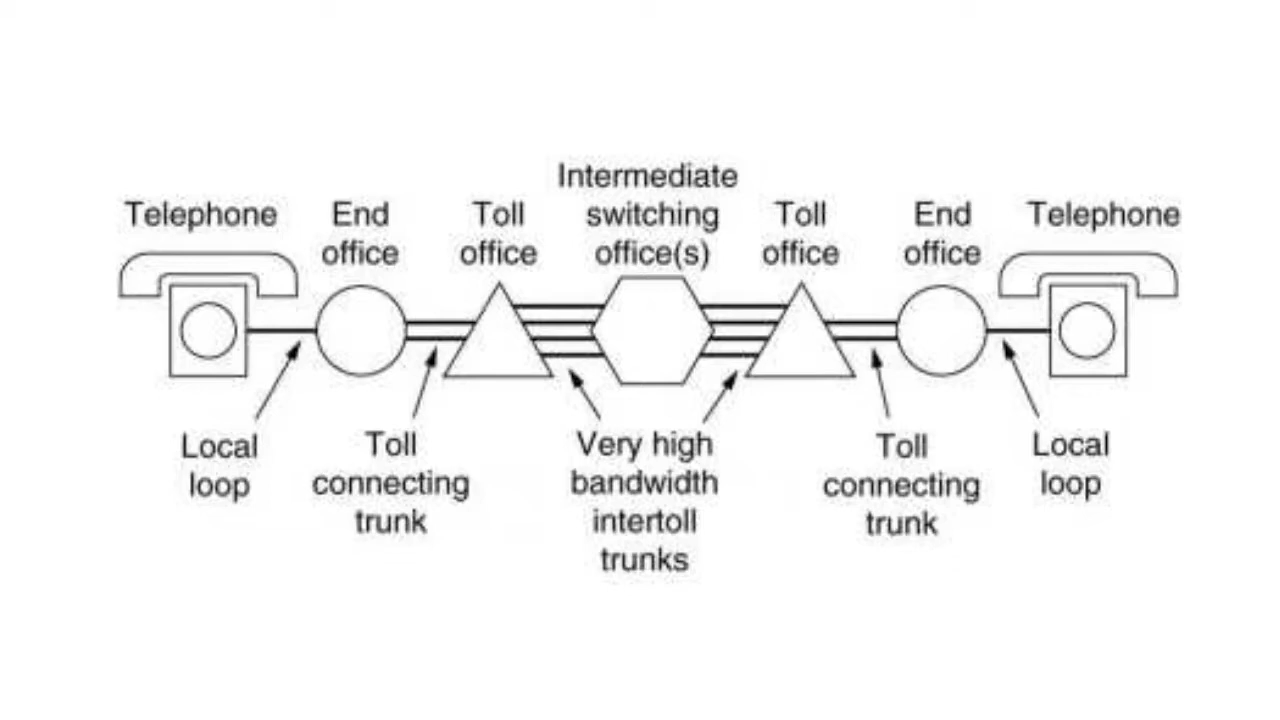 Telephone
End
office
Toll
office
Intermediate
switching
office(s)
Toll
office
End
office
Telephone
Local
loop
Toll
connecting
trunk
Very high
bandwidth
intertoll
trunks
Toll
connecting
trunk
Local
loop